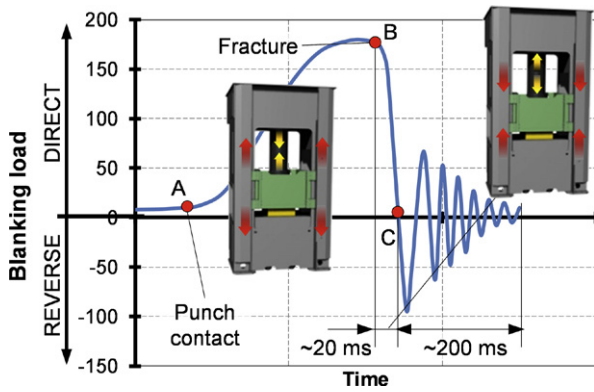 200
150
100
50
0
-50
-100
-150
Blanking load
DIRECT
REVERSE
Fracture
A
B
C
Punch
contact
~20 ms
~200 ms
Time